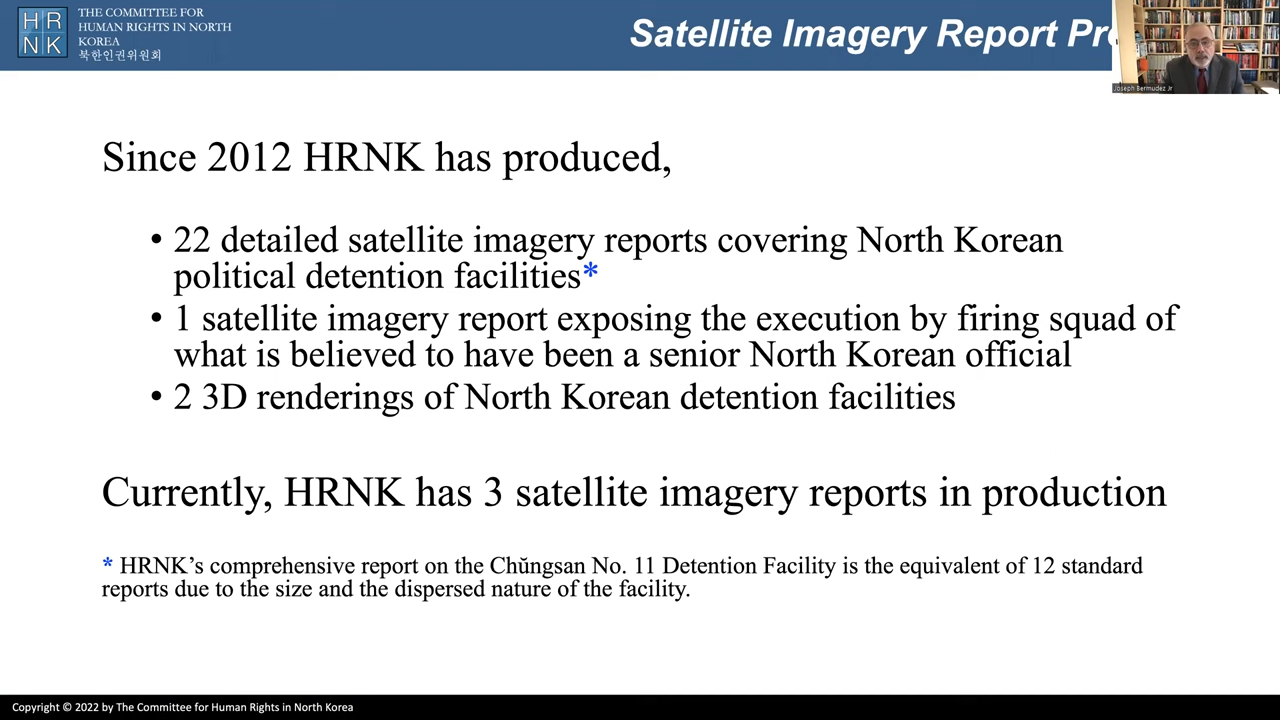 HR
NK
THE COMMITTEE FOR
HUMAN RIGHTS IN NORTH
KOREA
북한인권위원회
Satellite Imagery Report
Joseph Bermudez Jr
Since 2012 HRNK has produced,
• 22 detailed satellite imagery reports covering North Korean
political detention facilities*
• 1 satellite imagery report exposing the execution by firing squad of
what is believed to have been a senior North Korean official
• 2 3D renderings of North Korean detention facilities
Currently, HRNK has 3 satellite imagery reports in production
* HRNK’s comprehensive report on the Chŭngsan No. 11 Detention Facility is the equivalent of 12 standard
reports due to the size and the dispersed nature of the facility.
Copyright © 2022 by The Committee for Human Rights in North Korea